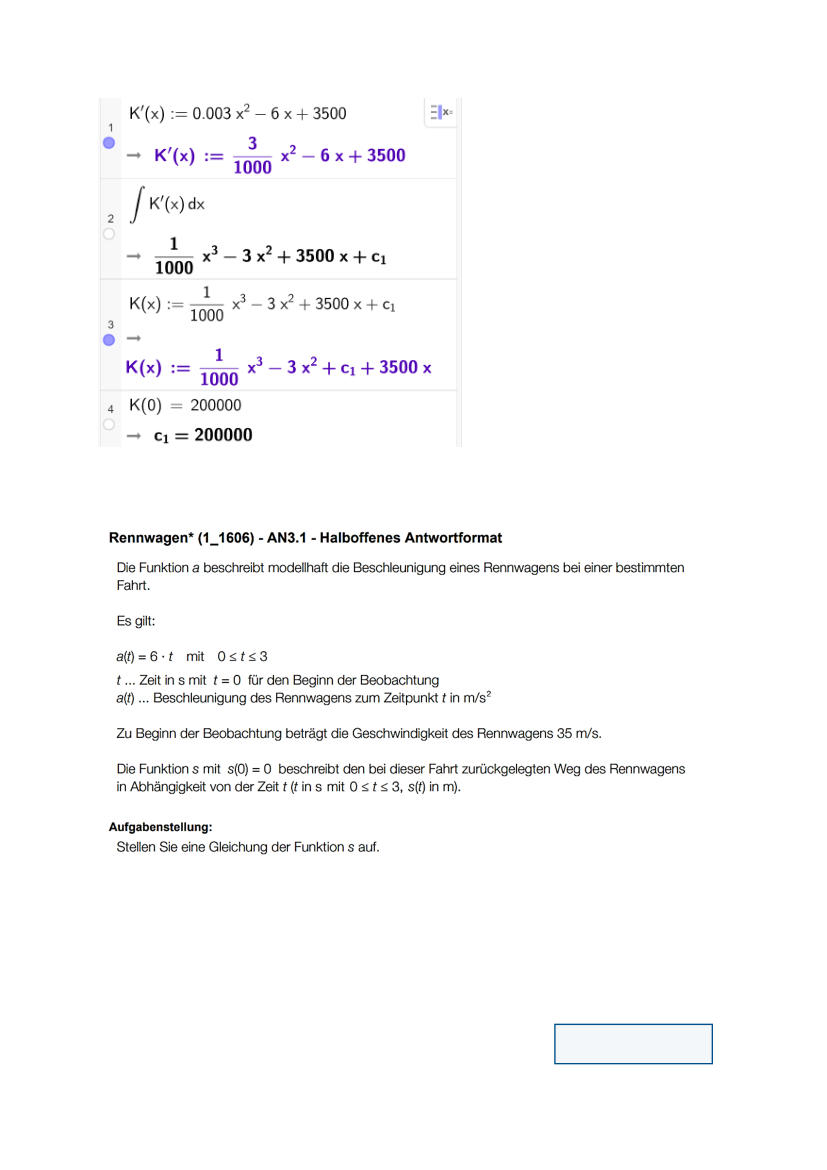 K′(x) := 0.003 x² − 6 x + 3500
x=
1
→ K′(x) := 3/1000 x² − 6 x + 3500
2
∫ K′(x) dx
→ 1/1000 x³ − 3 x² + 3500 x + c₁
3
K(x) := 1/1000 x³ − 3 x² + 3500 x + c₁
→
K(x) := 1/1000 x³ − 3 x² + c₁ + 3500 x
4 K(0) = 200000
→ c₁ = 200000
Rennwagen* (1_1606) - AN3.1 - Halboffenes Antwortformat
Die Funktion a beschreibt modellhaft die Beschleunigung eines Rennwagens bei einer bestimmten
Fahrt.
Es gilt:
a(t) = 6 · t mit 0 ≤ t ≤ 3
t ... Zeit in s mit t = 0 für den Beginn der Beobachtung
a(t) ... Beschleunigung des Rennwagens zum Zeitpunkt t in m/s²
Zu Beginn der Beobachtung beträgt die Geschwindigkeit des Rennwagens 35 m/s.
Die Funktion s mit s(0) = 0 beschreibt den bei dieser Fahrt zurückgelegten Weg des Rennwagens
in Abhängigkeit von der Zeit t (t in s mit 0 ≤ t ≤ 3, s(t) in m).
Aufgabenstellung:
Stellen Sie eine Gleichung der Funktion s auf.